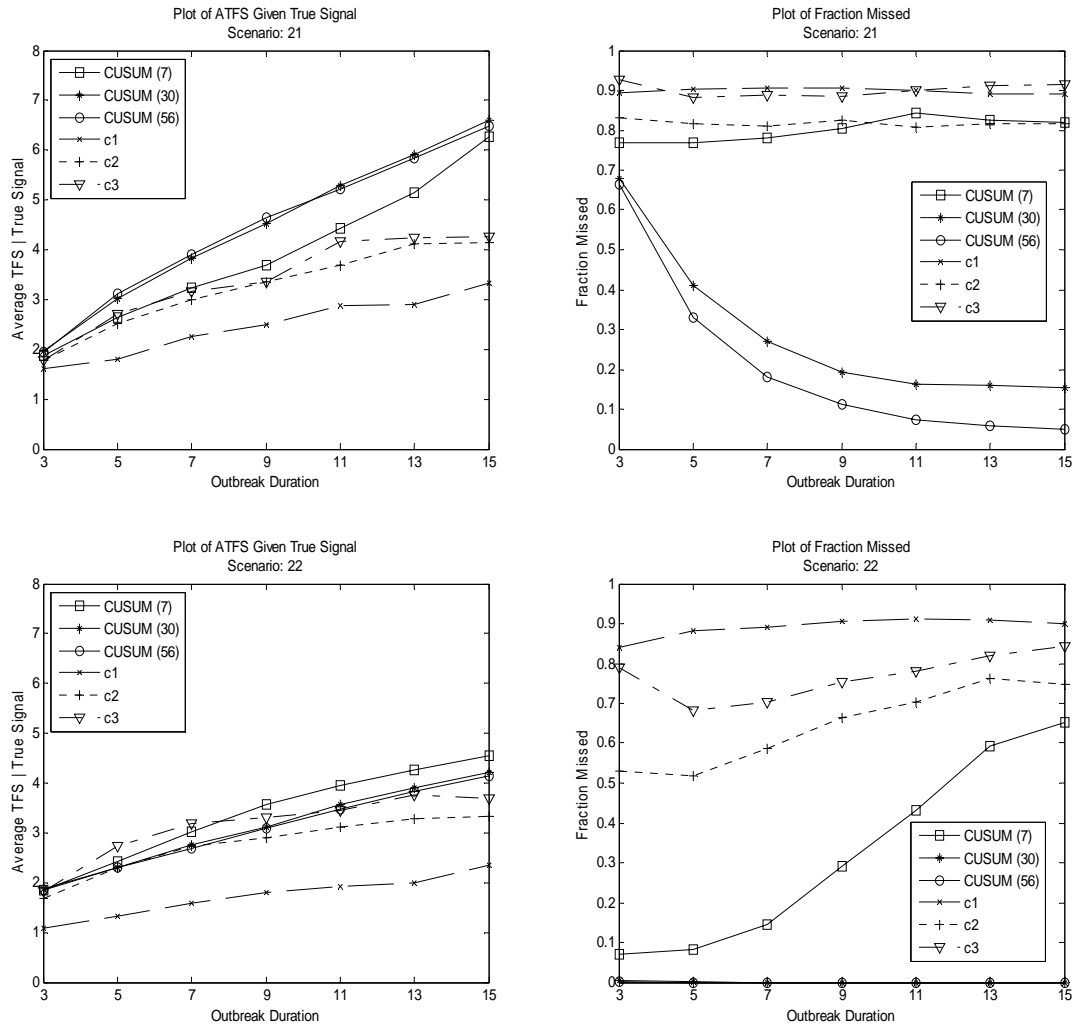 Plot of ATFS Given True Signal
Scenario: 21
8
7
6
5
4
3
2
1
0
Average TFS | True Signal
CUSUM (7)
CUSUM (30)
CUSUM (56)
c1
c2
c3
3 5 7 9 11 13 15
Outbreak Duration
Plot of Fraction Missed
Scenario: 21
1
0.9
0.8
0.7
0.6
0.5
0.4
0.3
0.2
0.1
0
Fraction Missed
CUSUM (7)
CUSUM (30)
CUSUM (56)
c1
c2
c3
3 5 7 9 11 13 15
Outbreak Duration
Plot of ATFS Given True Signal
Scenario: 22
8
7
6
5
4
3
2
1
0
Average TFS | True Signal
CUSUM (7)
CUSUM (30)
CUSUM (56)
c1
c2
c3
3 5 7 9 11 13 15
Outbreak Duration
Plot of Fraction Missed
Scenario: 22
1
0.9
0.8
0.7
0.6
0.5
0.4
0.3
0.2
0.1
0
Fraction Missed
CUSUM (7)
CUSUM (30)
CUSUM (56)
c1
c2
c3
3 5 7 9 11 13 15
Outbreak Duration